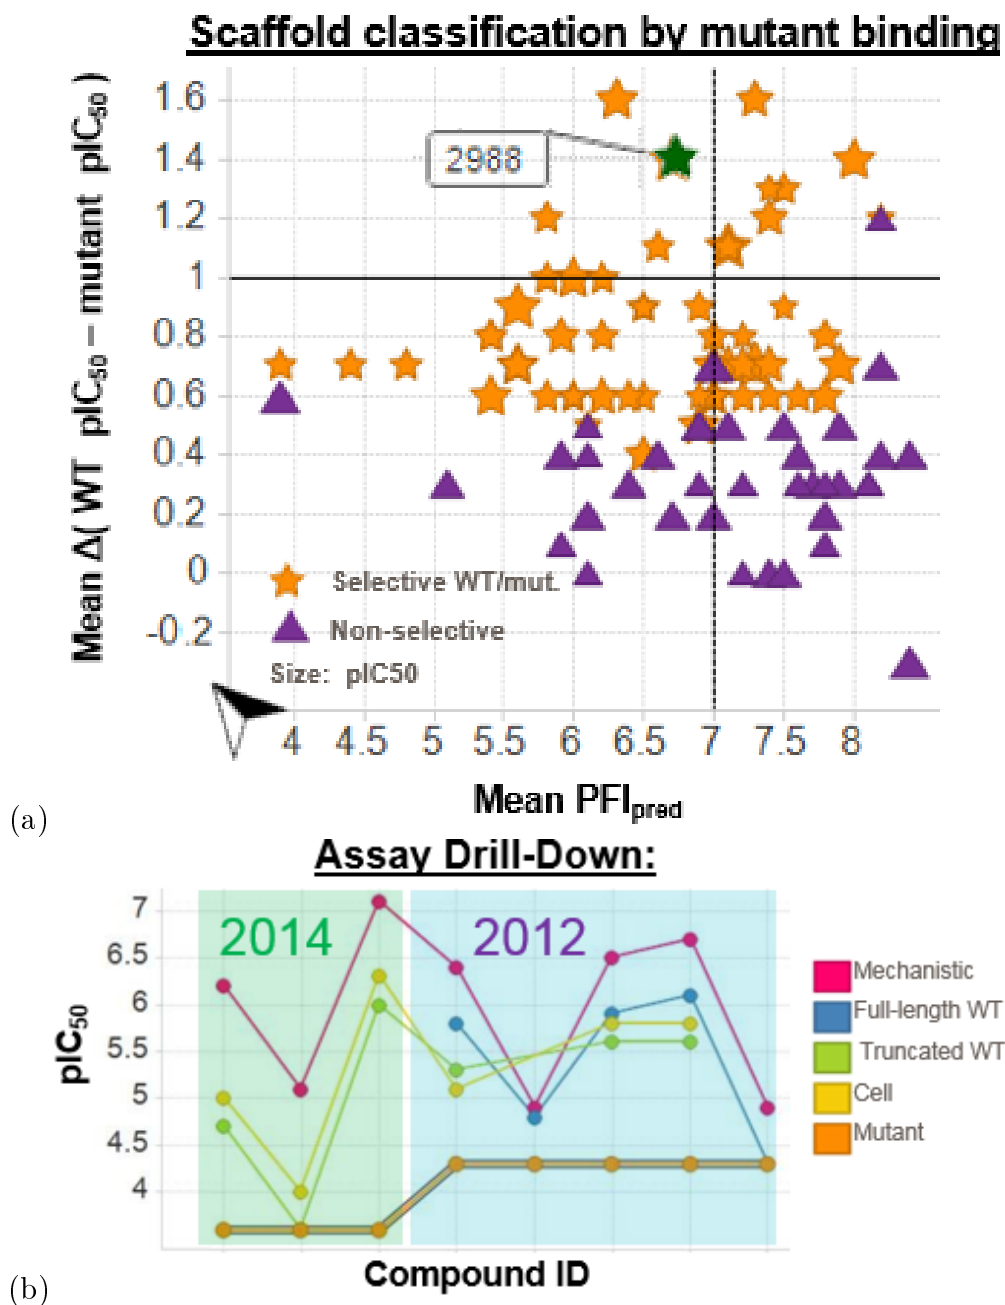 Scaffold classification by mutant binding
Mean Δ( WT pIC50 – mutant pIC50 )
1.6
1.4
1.2
1
0.8
0.6
0.4
0.2
0
-0.2
2988
Selective WT/mut.
Non-selective
Size: pIC50
4 4.5 5 5.5 6 6.5 7 7.5 8
Mean PFIpred
(a)
Assay Drill-Down:
pIC50
7
6.5
6
5.5
5
4.5
4
2014 2012
Mechanistic
Full-length WT
Truncated WT
Cell
Mutant
Compound ID
(b)